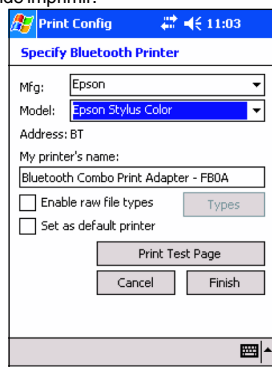 Print Config 11:03
Specify Bluetooth Printer
Mfg: Epson
Model: Epson Stylus Color
Address: BT
My printer's name:
Bluetooth Combo Print Adapter - FB0A
Enable raw file types Types
Set as default printer
Print Test Page
Cancel Finish